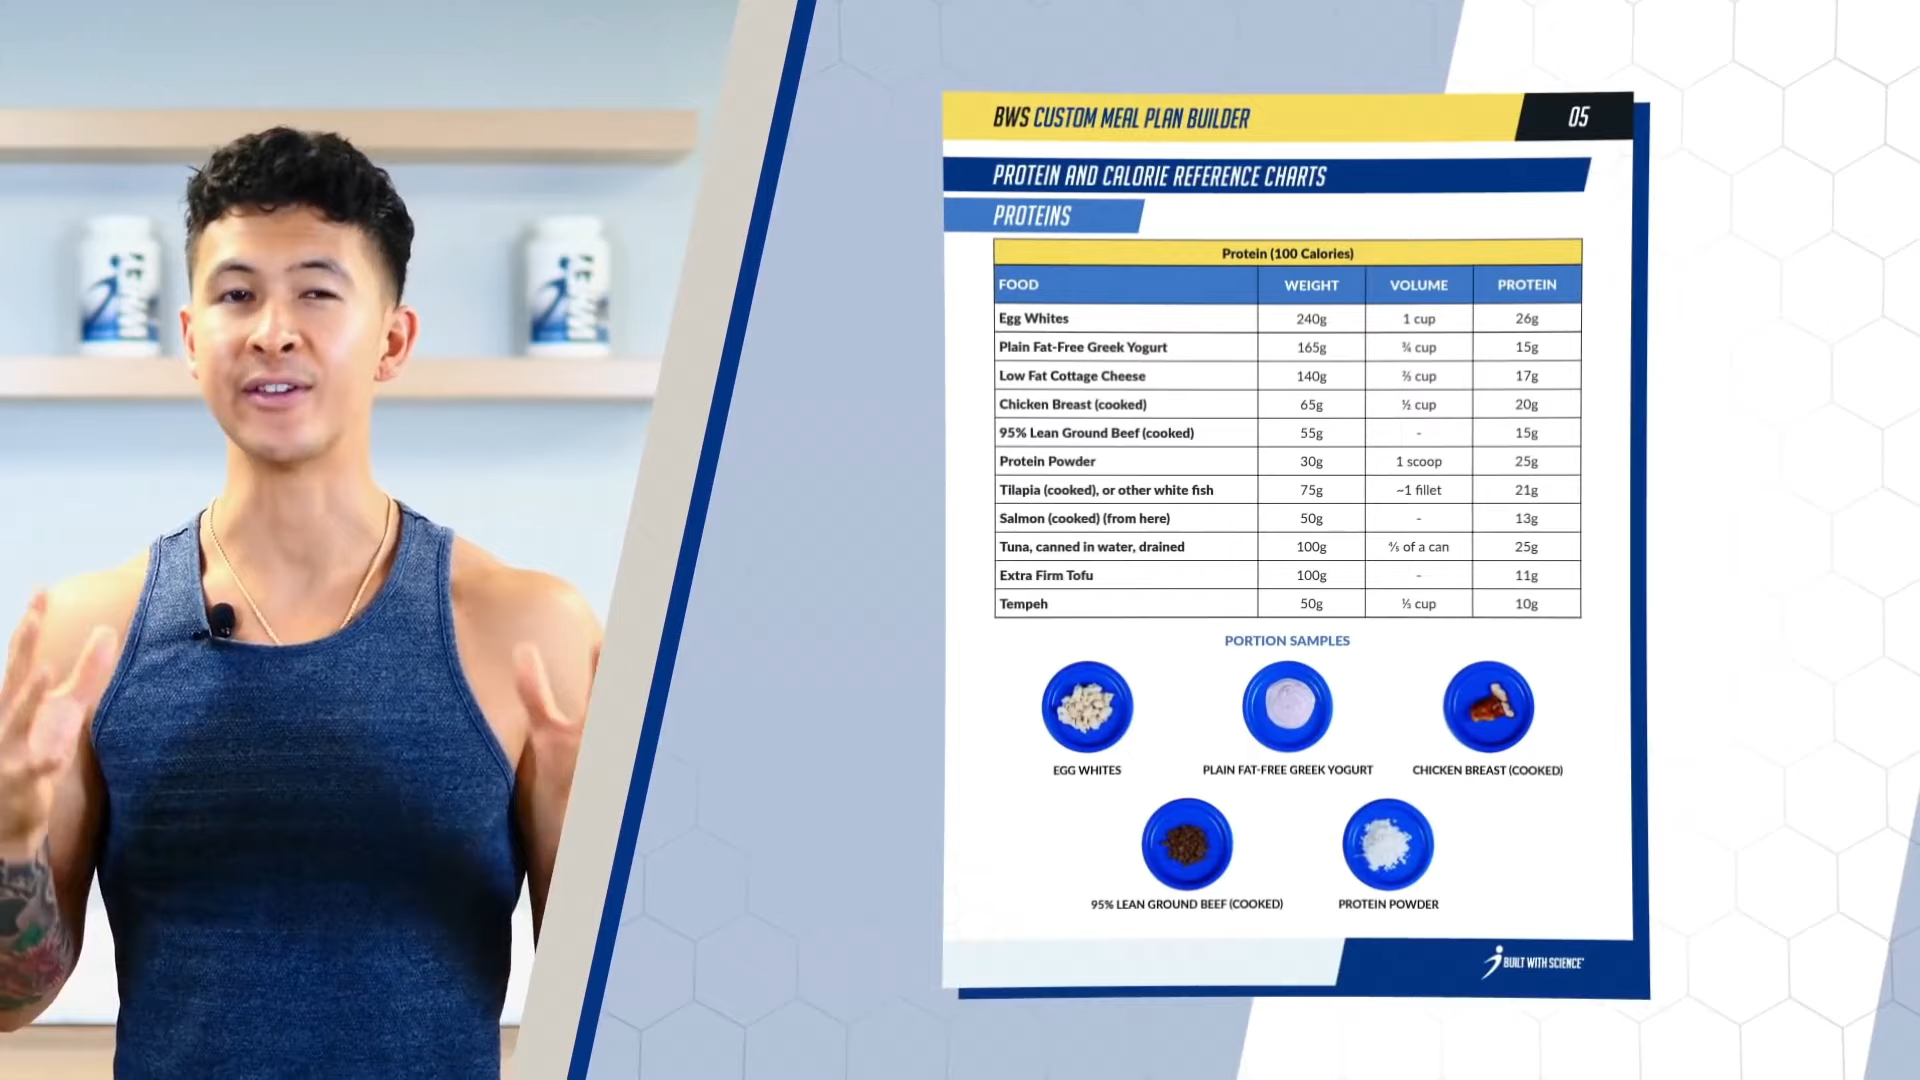 BWS CUSTOM MEAL PLAN BUILDER 05
PROTEIN AND CALORIE REFERENCE CHARTS
PROTEINS
Protein (100 Calories)
FOOD WEIGHT VOLUME PROTEIN
Egg Whites 240g 1 cup 26g
Plain Fat-Free Greek Yogurt 165g ¾ cup 15g
Low Fat Cottage Cheese 140g ⅔ cup 17g
Chicken Breast (cooked) 65g ½ cup 20g
95% Lean Ground Beef (cooked) 55g - 15g
Protein Powder 30g 1 scoop 25g
Tilapia (cooked), or other white fish 75g ~1 fillet 21g
Salmon (cooked) (from here) 50g - 13g
Tuna, canned in water, drained 100g ⅘ of a can 25g
Extra Firm Tofu 100g - 11g
Tempeh 50g ⅓ cup 10g
PORTION SAMPLES
EGG WHITES PLAIN FAT-FREE GREEK YOGURT CHICKEN BREAST (COOKED)
95% LEAN GROUND BEEF (COOKED) PROTEIN POWDER
BUILT WITH SCIENCE